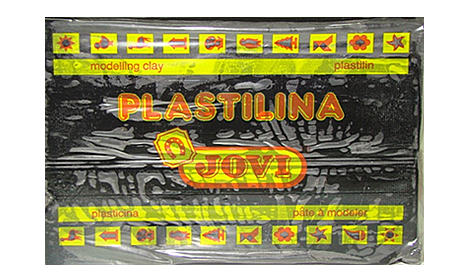 modelling clay plastilin
PLASTILINA
JOVI
plasticina pâte à modeler